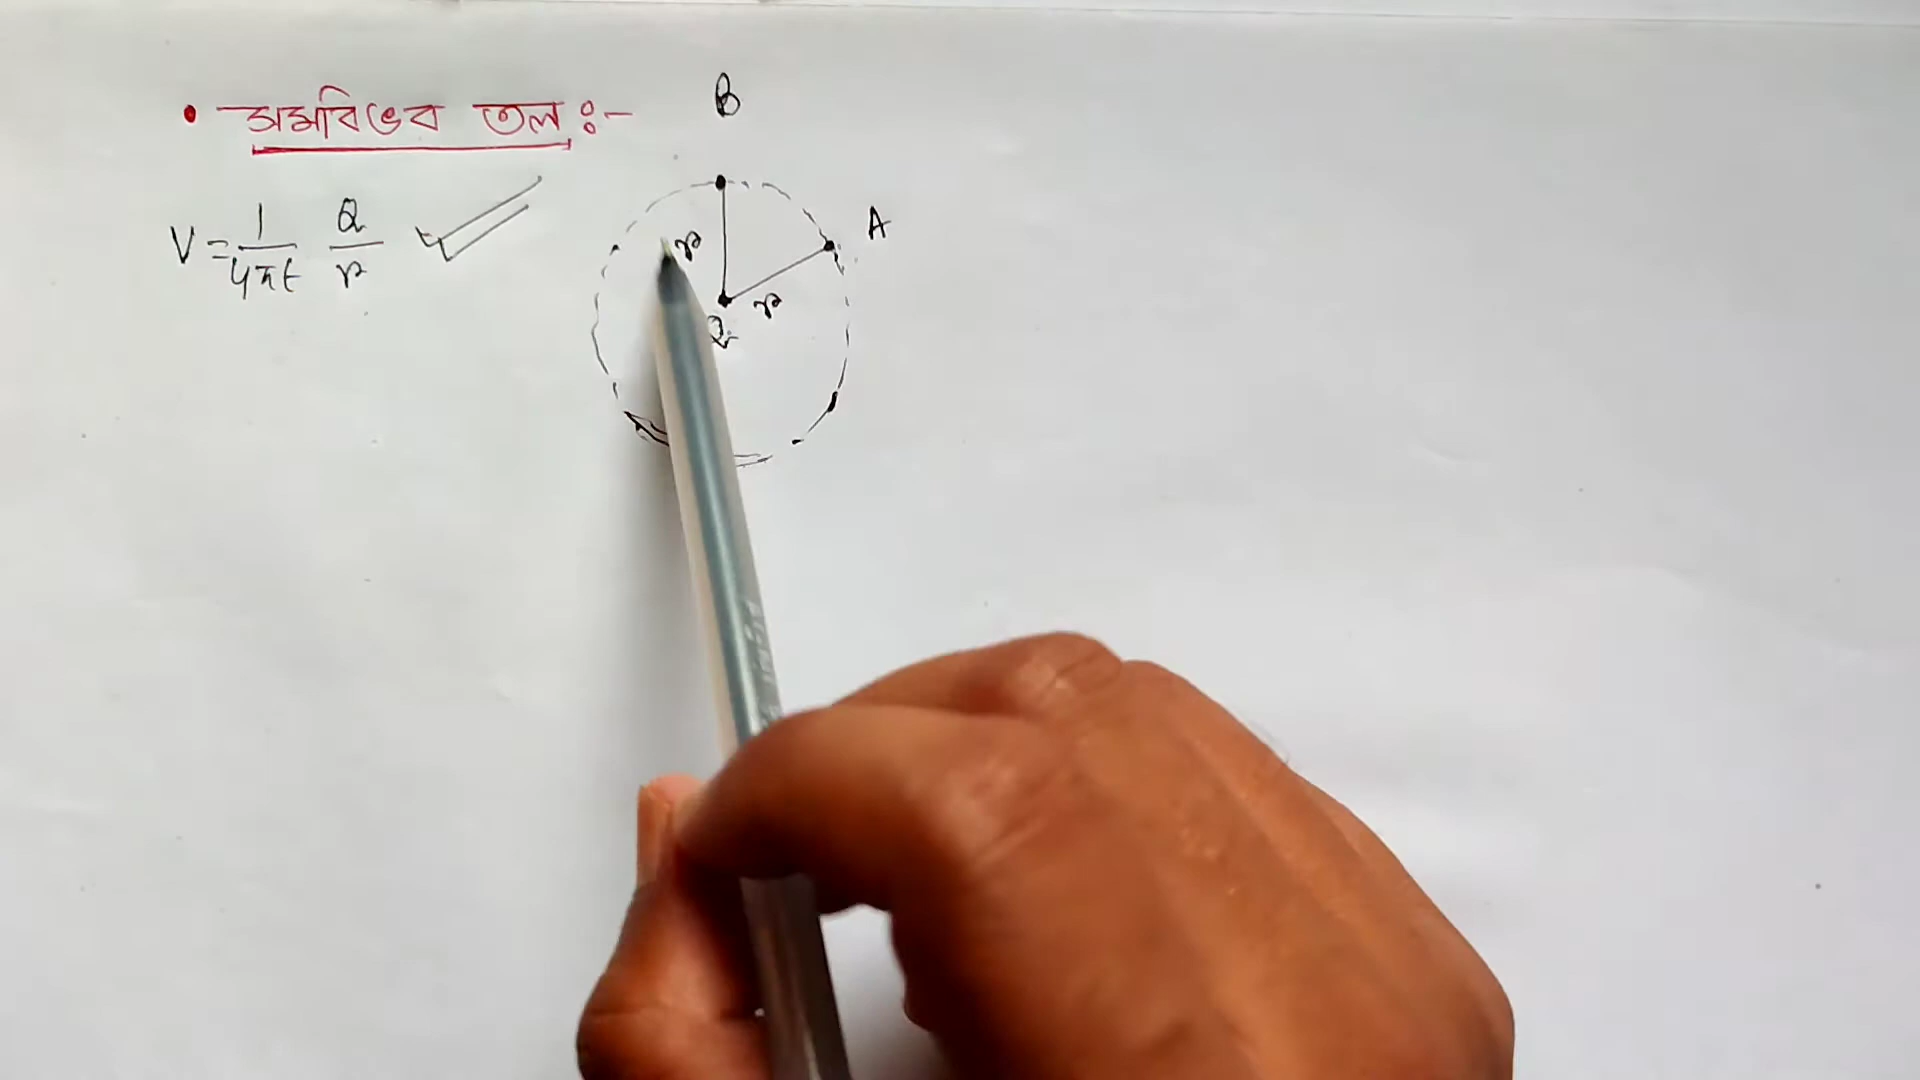 • সমবিভব তল :-
V = 1/4πε Q/r
B
A
r
r
Q